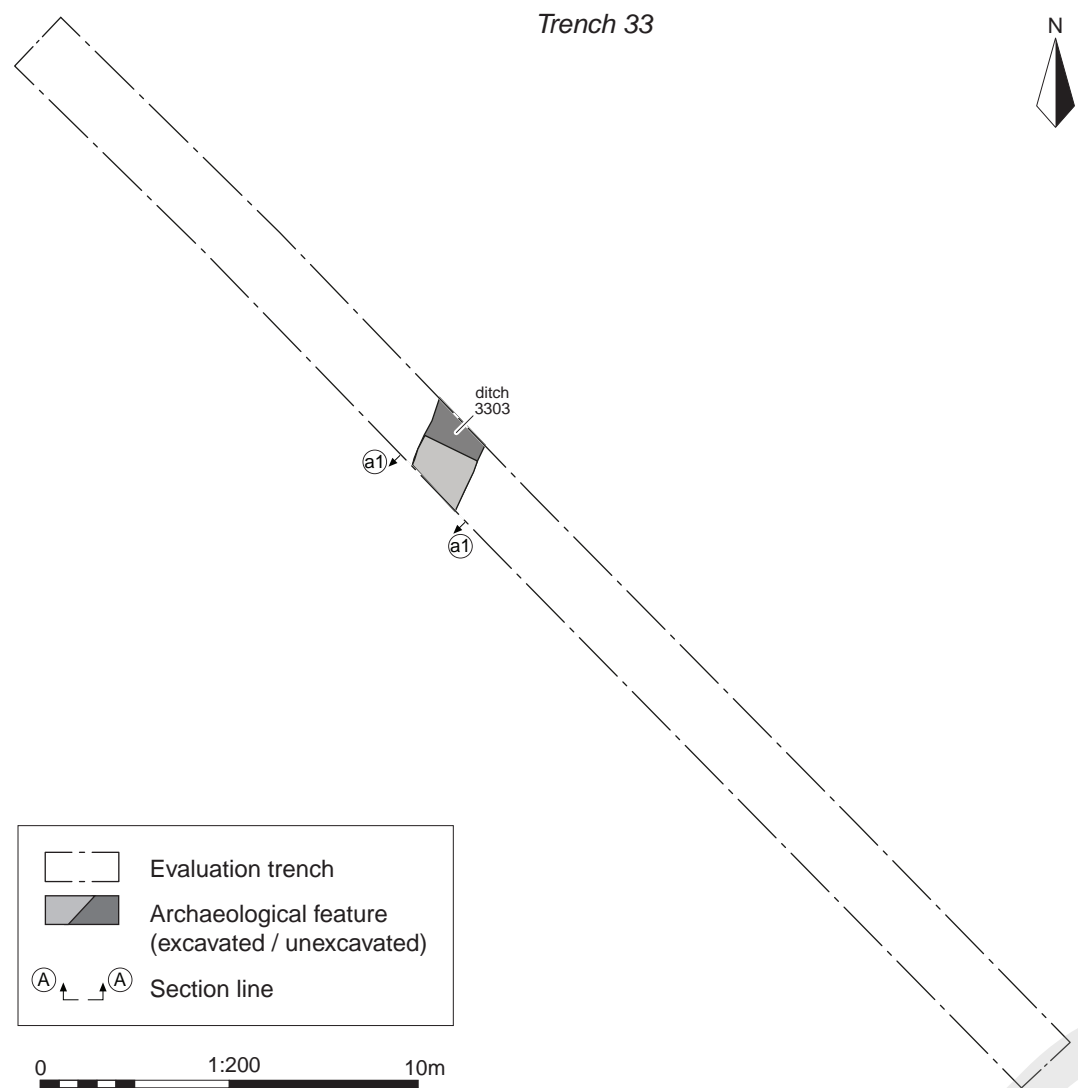 Trench 33
N
ditch
3303
a1
a1
Evaluation trench
Archaeological feature
(excavated / unexcavated)
A A
Section line
0 1:200 10m